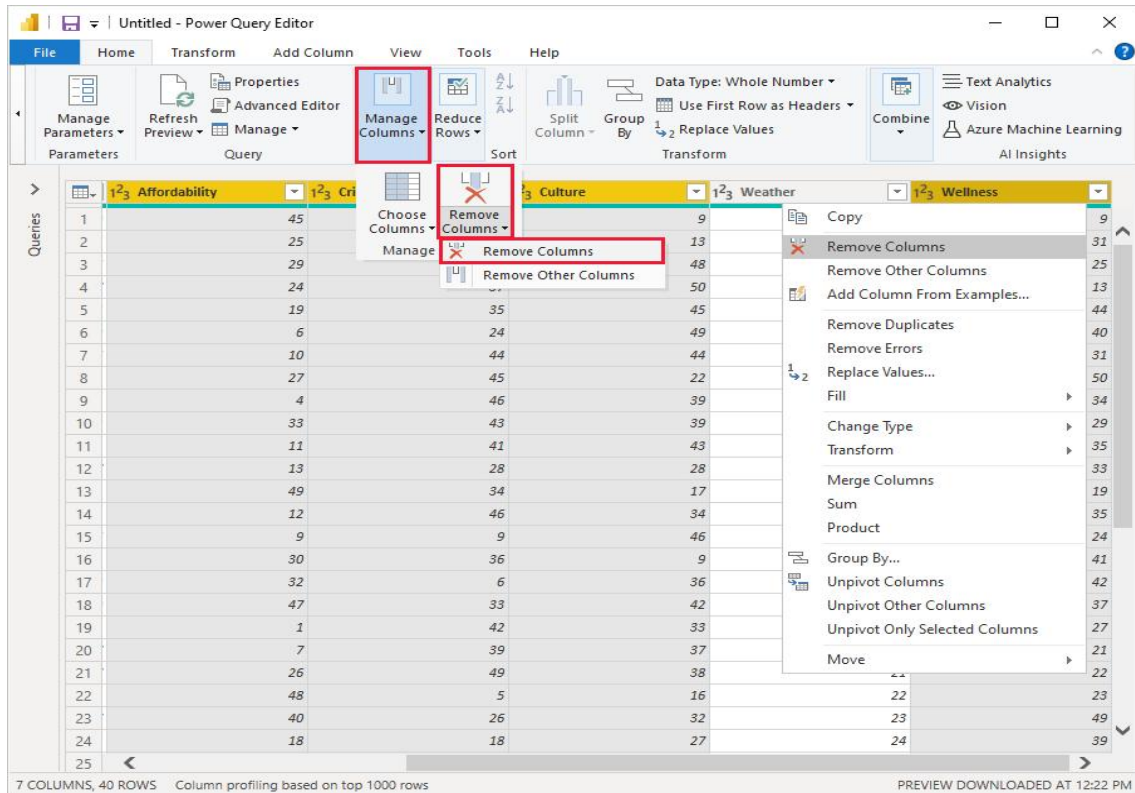 Untitled - Power Query Editor
File Home Transform Add Column View Tools Help
Manage Parameters
Parameters
Refresh Preview
Properties
Advanced Editor
Manage
Query
Manage Columns
Reduce Rows
Sort
Split Column
Group By
Data Type: Whole Number
Use First Row as Headers
Replace Values
Transform
Combine
Text Analytics
Vision
Azure Machine Learning
AI Insights
Choose Columns
Remove Columns
Manage
Remove Columns
Remove Other Columns
Queries
Affordability Cri Culture Weather Wellness
1 45 9 9
2 25 13 31
3 29 48 25
4 24 50 13
5 19 35 45 44
6 6 24 49 40
7 10 44 44 31
8 27 45 22 50
9 4 46 39 34
10 33 43 39 29
11 11 41 43 35
12 13 28 28 33
13 49 34 17 19
14 12 46 34 35
15 9 9 46 24
16 30 36 9 41
17 32 6 36 42
18 47 33 42 37
19 1 42 33 27
20 7 39 37 21
21 26 49 38 22
22 48 5 16 22 23
23 40 26 32 23 49
24 18 18 27 24 39
25
Copy
Remove Columns
Remove Other Columns
Add Column From Examples...
Remove Duplicates
Remove Errors
Replace Values...
Fill
Change Type
Transform
Merge Columns
Sum
Product
Group By...
Unpivot Columns
Unpivot Other Columns
Unpivot Only Selected Columns
Move
7 COLUMNS, 40 ROWS Column profiling based on top 1000 rows
PREVIEW DOWNLOADED AT 12:22 PM